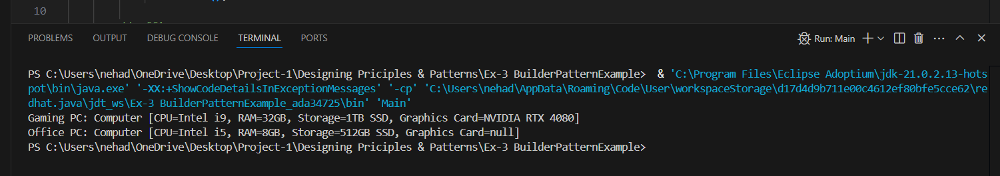 10
PROBLEMS OUTPUT DEBUG CONSOLE TERMINAL PORTS Run: Main
PS C:\Users\nehad\OneDrive\Desktop\Project-1\Designing Priciples & Patterns\Ex-3 BuilderPatternExample>  & 'C:\Program Files\Eclipse Adoptium\jdk-21.0.2.13-hots
pot\bin\java.exe' '-XX:+ShowCodeDetailsInExceptionMessages' '-cp' 'C:\Users\nehad\AppData\Roaming\Code\User\workspaceStorage\d17d4d9b711e00c4612ef80bfe5cce62\re
dhat.java\jdt_ws\Ex-3 BuilderPatternExample_ada34725\bin' 'Main'
Gaming PC: Computer [CPU=Intel i9, RAM=32GB, Storage=1TB SSD, Graphics Card=NVIDIA RTX 4080]
Office PC: Computer [CPU=Intel i5, RAM=8GB, Storage=512GB SSD, Graphics Card=null]
PS C:\Users\nehad\OneDrive\Desktop\Project-1\Designing Priciples & Patterns\Ex-3 BuilderPatternExample>